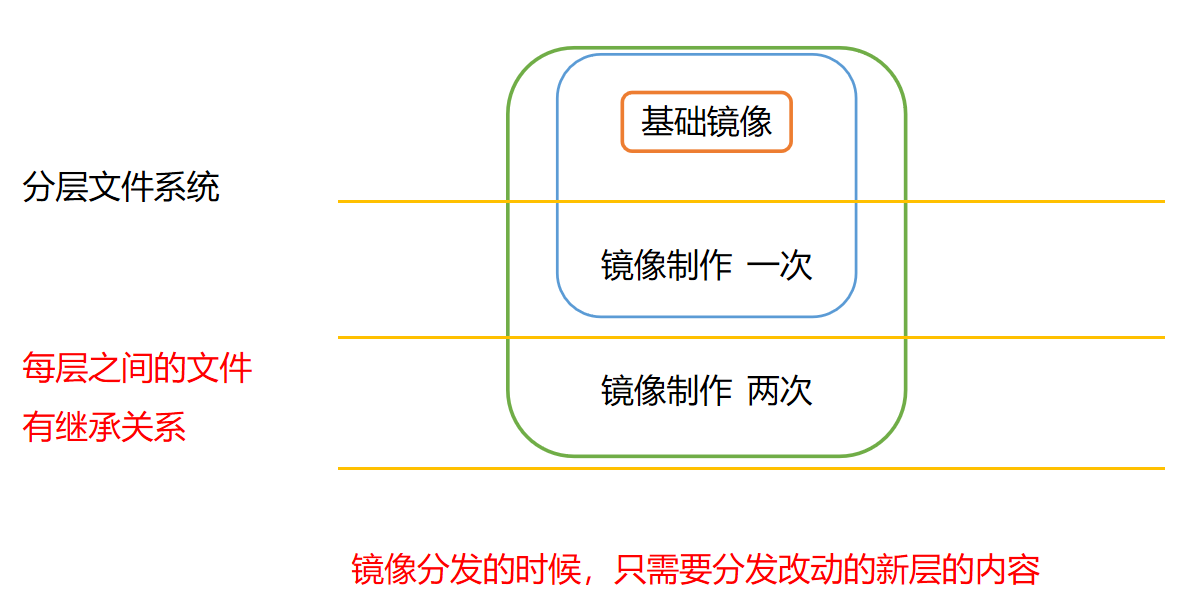 基础镜像
分层文件系统
镜像制作 一次
每层之间的文件
镜像制作 两次
有继承关系
镜像分发的时候，只需要分发改动的新层的内容